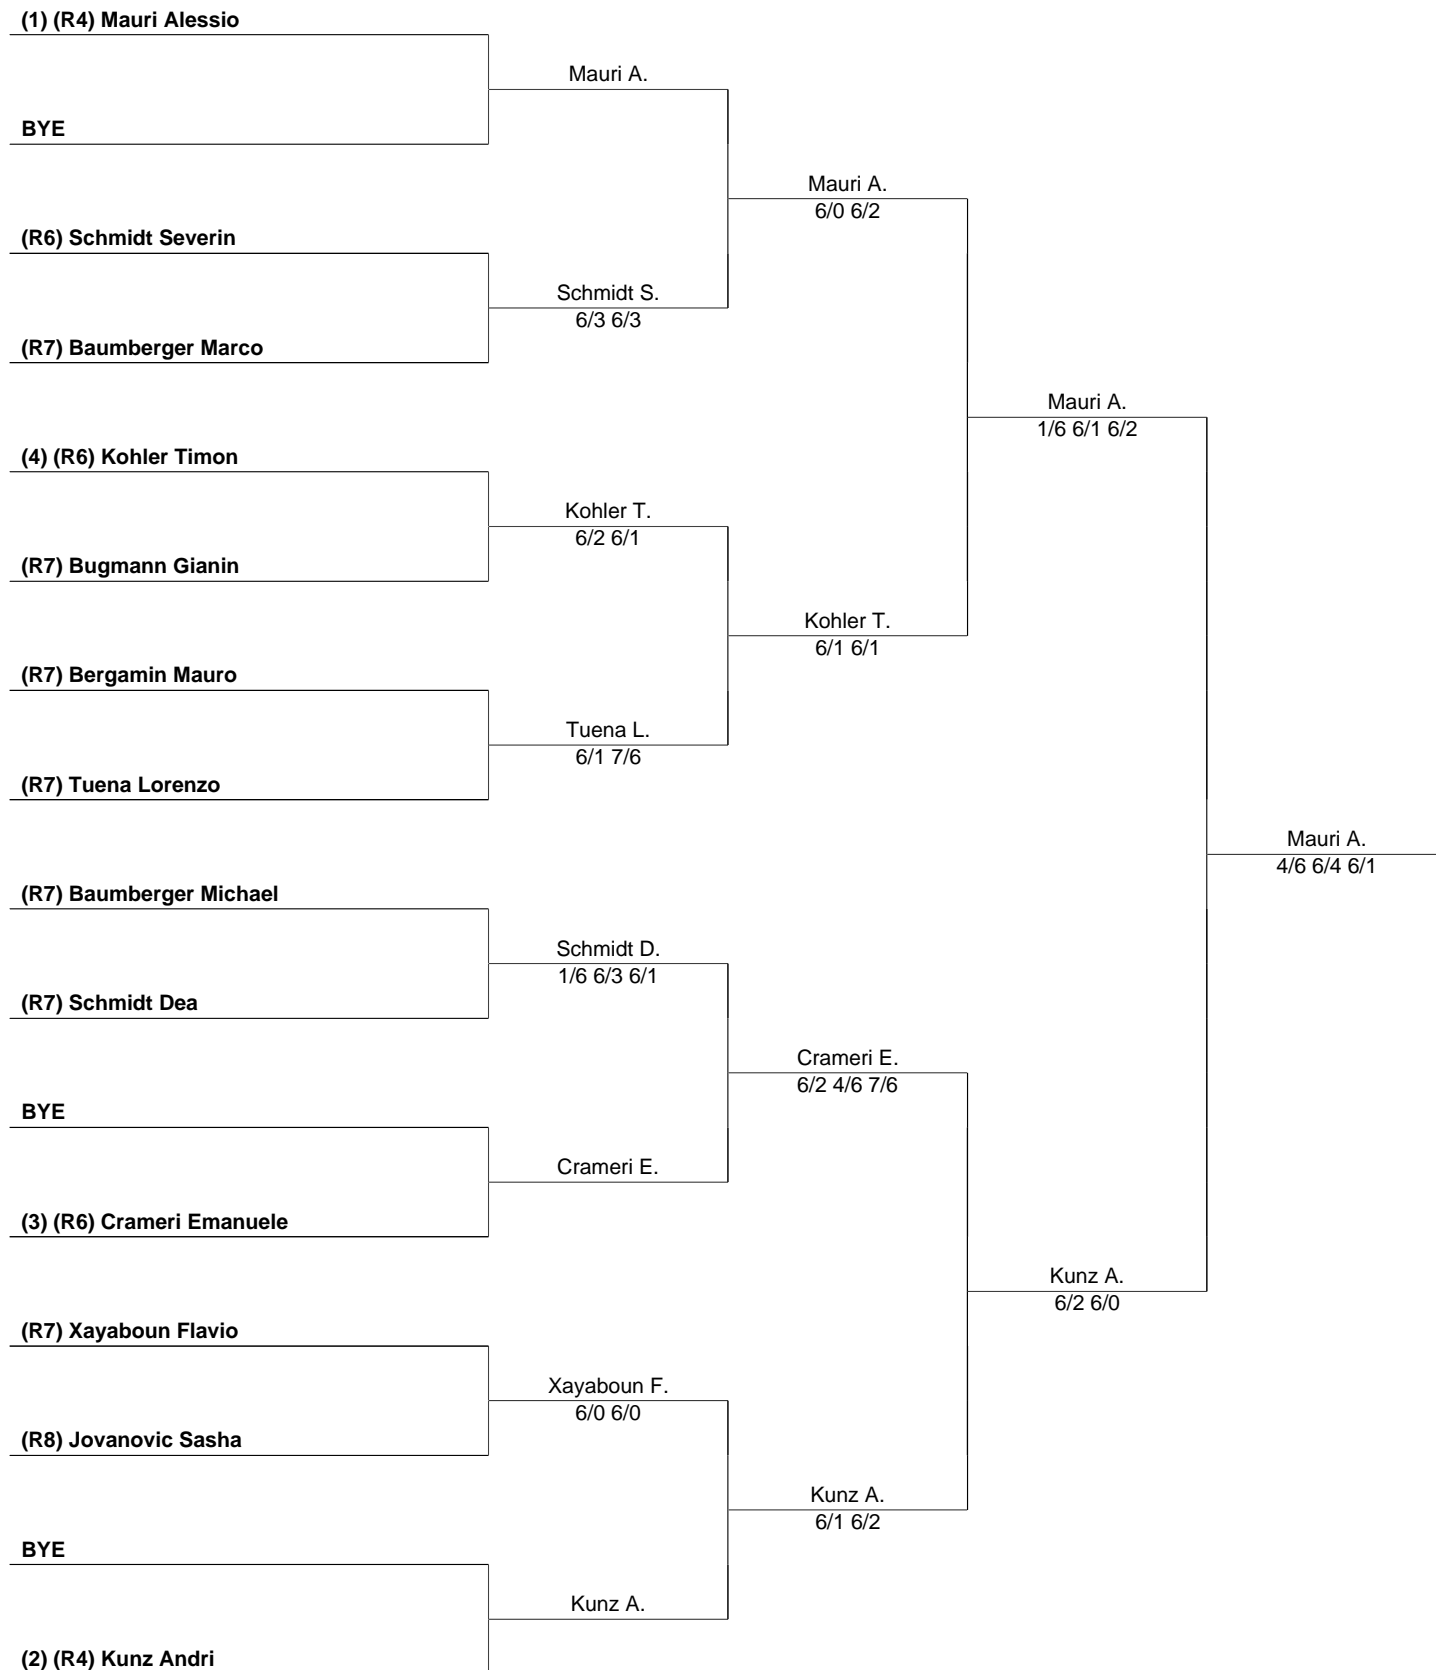 (1) (R4) Mauri Alessio
Mauri A.
BYE
Mauri A.
6/0 6/2
(R6) Schmidt Severin
Schmidt S.
6/3 6/3
(R7) Baumberger Marco
Mauri A.
1/6 6/1 6/2
(4) (R6) Kohler Timon
Kohler T.
6/2 6/1
(R7) Bugmann Gianin
Kohler T.
6/1 6/1
(R7) Bergamin Mauro
Tuena L.
6/1 7/6
(R7) Tuena Lorenzo
Mauri A.
4/6 6/4 6/1
(R7) Baumberger Michael
Schmidt D.
1/6 6/3 6/1
(R7) Schmidt Dea
Crameri E.
6/2 4/6 7/6
BYE
Crameri E.
(3) (R6) Crameri Emanuele
Kunz A.
6/2 6/0
(R7) Xayaboun Flavio
Xayaboun F.
6/0 6/0
(R8) Jovanovic Sasha
Kunz A.
6/1 6/2
BYE
Kunz A.
(2) (R4) Kunz Andri